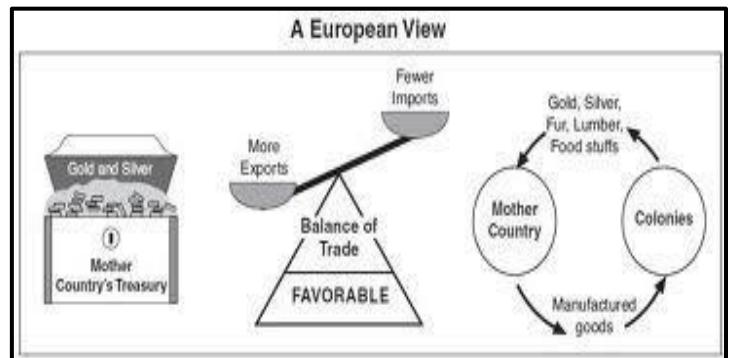 A European View
Gold and Silver
Mother
Country's Treasury
More
Exports
Fewer
Imports
Balance of
Trade
FAVORABLE
Gold, Silver,
Fur, Lumber,
Food stuffs
Mother
Country
Colonies
Manufactured
goods